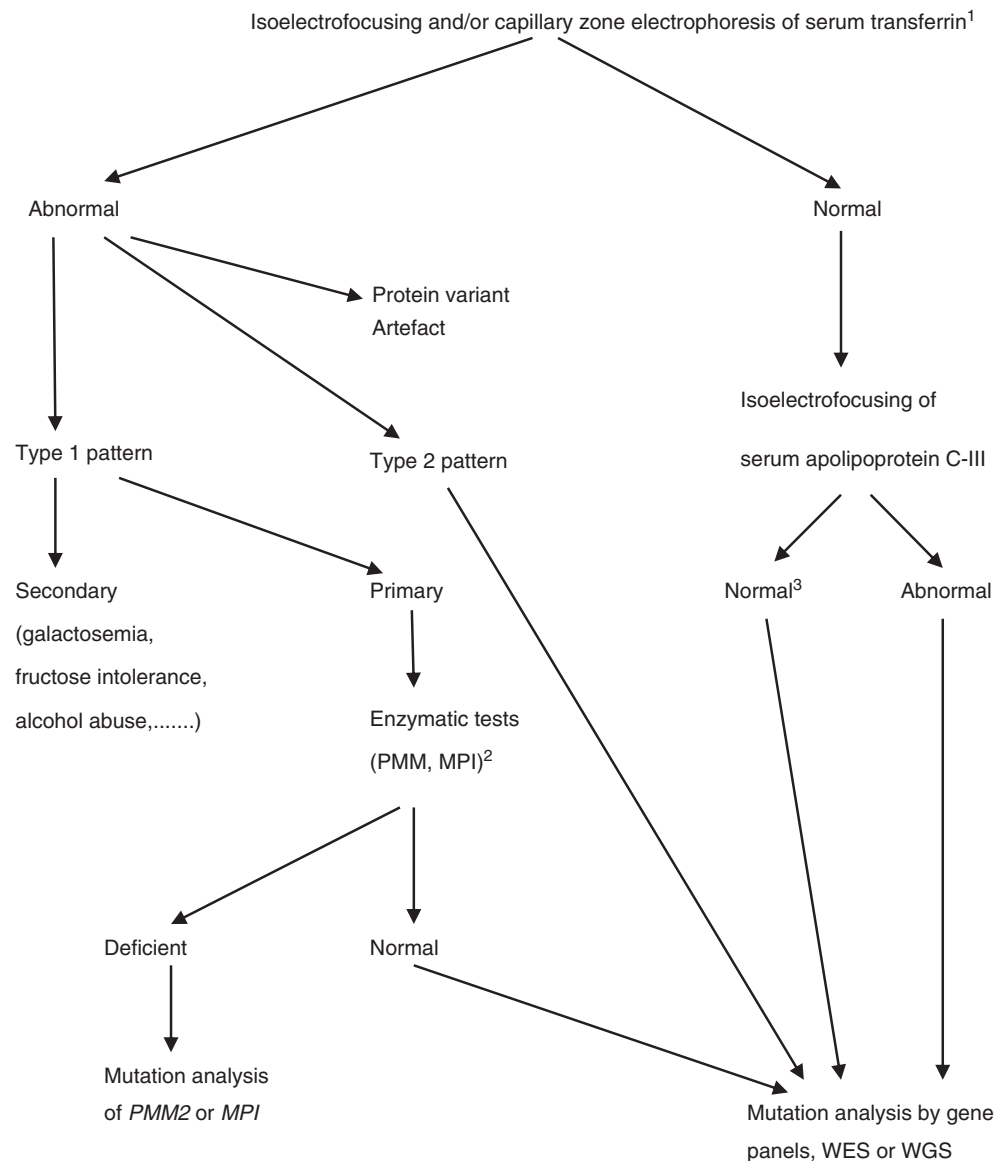 Isoelectrofocusing and/or capillary zone electrophoresis of serum transferrin¹
Abnormal
Normal
Protein variant
Artefact
Isoelectrofocusing of
serum apolipoprotein C-III
Type 1 pattern
Type 2 pattern
Secondary
(galactosemia,
fructose intolerance,
alcohol abuse,.......)
Primary
Normal³
Abnormal
Enzymatic tests
(PMM, MPI)²
Deficient
Normal
Mutation analysis
of PMM2 or MPI
Mutation analysis by gene
panels, WES or WGS